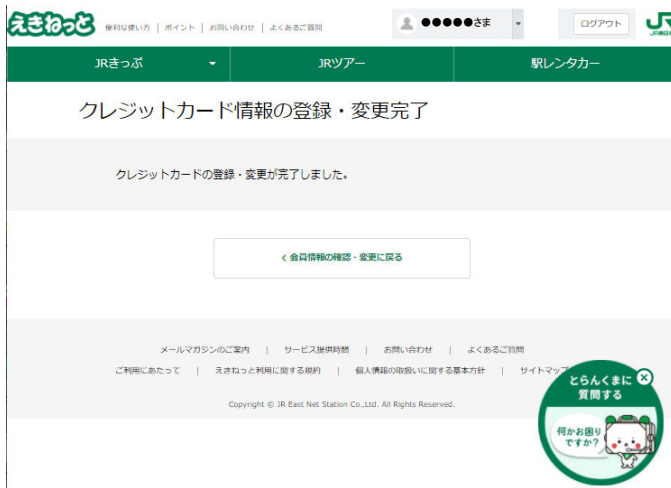 えきねっと 便利な使い方 | ポイント | お問い合わせ | よくあるご質問 ●●●●●さま ログアウト JR
JRきっぷ JRツアー 駅レンタカー
クレジットカード情報の登録・変更完了
クレジットカードの登録・変更が完了しました。
< 会員情報の確認・変更に戻る
メールマガジンのご案内 | サービス提供時間 | お問い合わせ | よくあるご質問
ご利用にあたって | えきねっと利用に関する規約 | 個人情報の取扱いに関する基本方針 | サイトマップ
Copyright © JR East Net Station Co.,Ltd. All Rights Reserved.
とらんくまに
質問する
何かお困り
ですか?